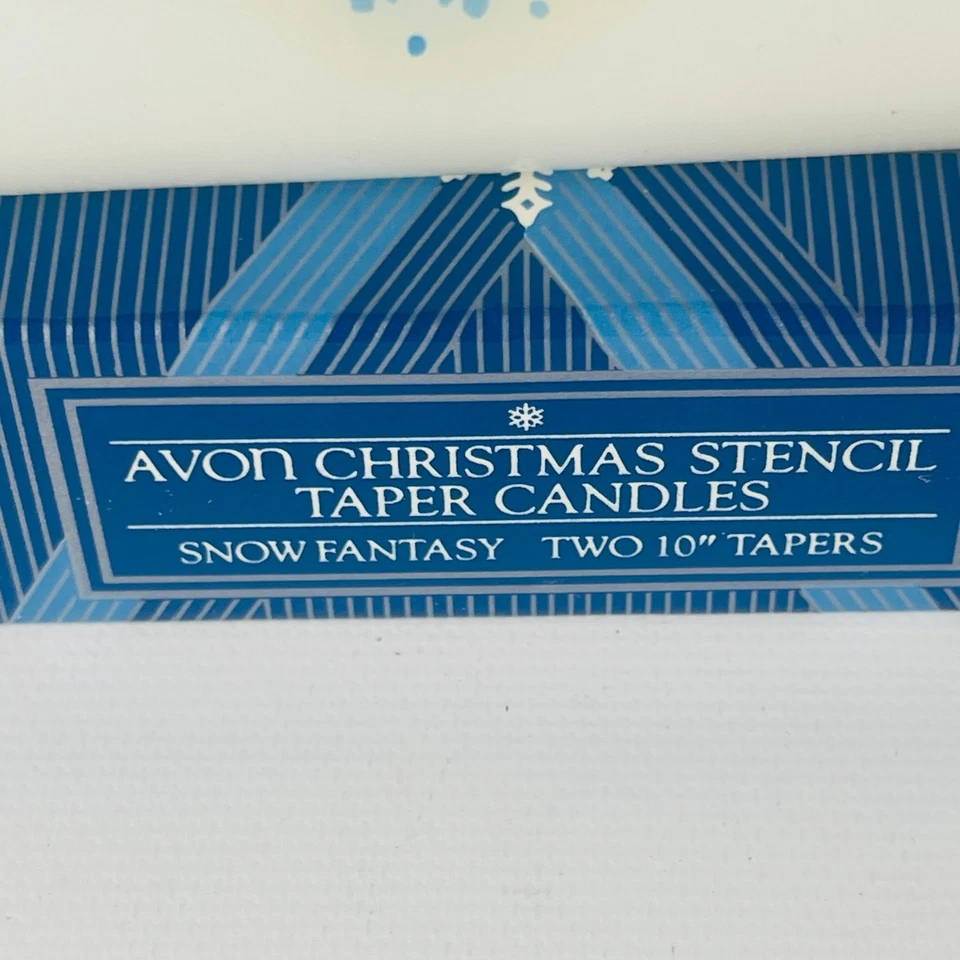 AVON CHRISTMAS STENCIL
TAPER CANDLES
SNOW FANTASY TWO 10" TAPERS